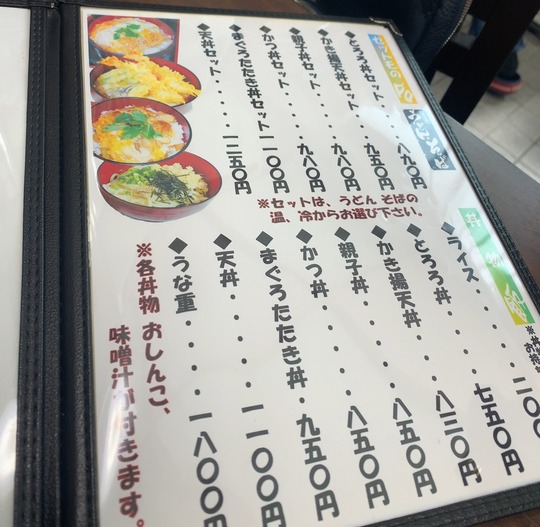 うどんそば
◆とろろ丼セット・・・・八九〇円
◆かき揚天丼セット・・・九五〇円
◆親子丼セット・・・・九八〇円
◆かつ丼セット・・・・九八〇円
◆まぐろたたき丼セット・一一〇〇円
◆天丼セット・・・・・一二五〇円
※セットは、うどん そばの
温、冷からお選び下さい。
丼物
◆ライス・・・・・二〇〇
◆とろろ丼・・・・七五〇円
◆かき揚天丼・・・八三〇円
◆親子丼・・・・・八五〇円
◆かつ丼・・・・・八五〇円
◆まぐろたたき丼・九五〇円
◆天丼・・・・・一一〇〇円
◆うな重・・・・一八〇〇円
※各丼物 おしんこ、
味噌汁が付きます。